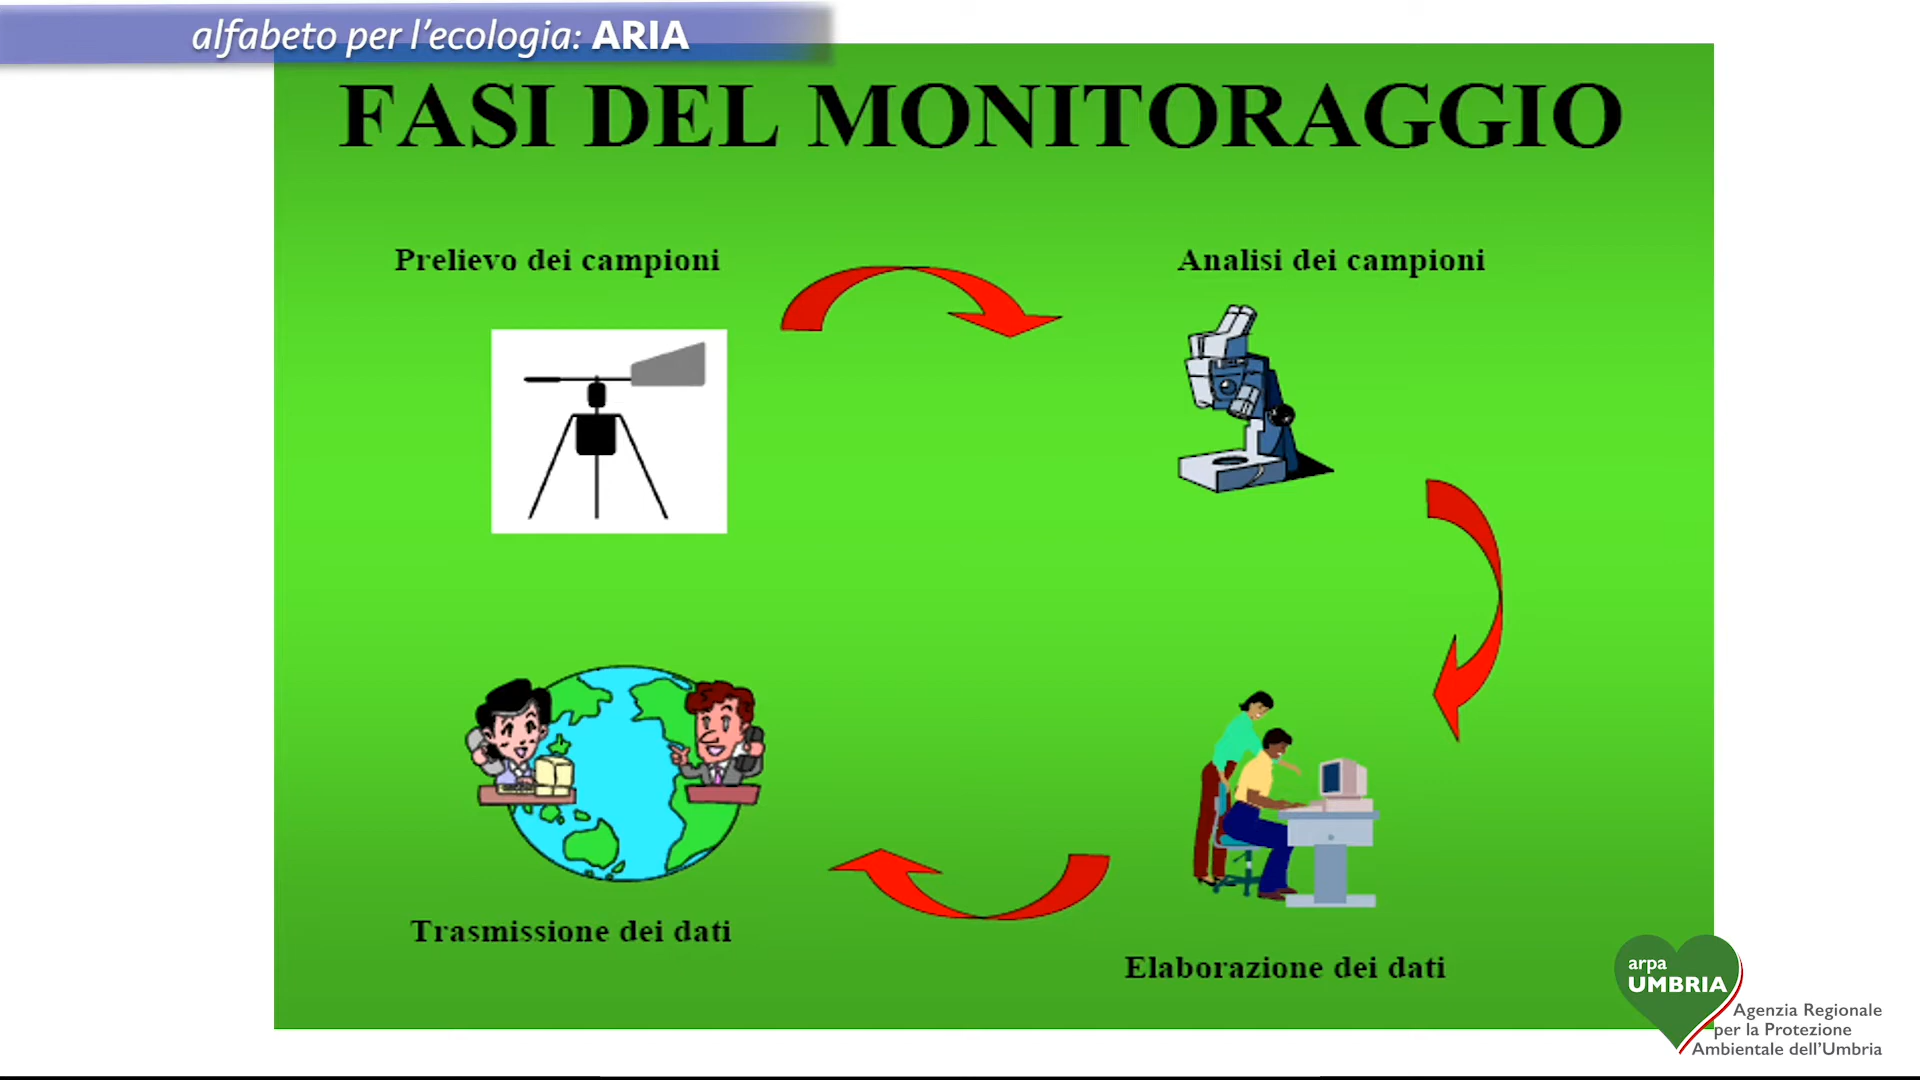 alfabeto per l'ecologia: ARIA
FASI DEL MONITORAGGIO
Prelievo dei campioni
Analisi dei campioni
Trasmissione dei dati
Elaborazione dei dati
arpa
UMBRIA
Agenzia Regionale
per la Protezione
Ambientale dell'Umbria